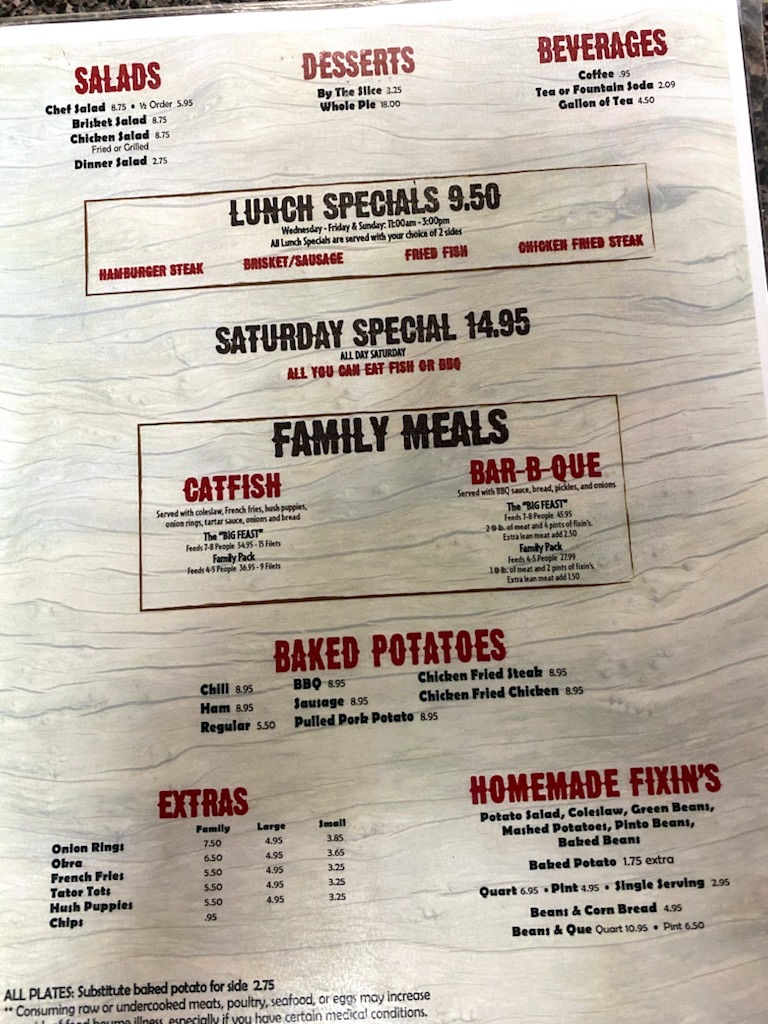 SALADS
Chef Salad 8.75 • ½ Order 5.95
Brisket Salad 8.75
Chicken Salad 8.75
Fried or Grilled
Dinner Salad 2.75
DESSERTS
By The Slice 3.25
Whole Pie 18.00
BEVERAGES
Coffee .95
Tea or Fountain Soda 2.09
Gallon of Tea 4.50
LUNCH SPECIALS 9.50
Wednesday - Friday & Sunday: 11:00am - 3:00pm
All Lunch Specials are served with your choice of 2 sides
HAMBURGER STEAK BRISKET/SAUSAGE FRIED FISH CHICKEN FRIED STEAK
SATURDAY SPECIAL 14.95
ALL DAY SATURDAY
ALL YOU CAN EAT FISH OR BBQ
FAMILY MEALS
CATFISH
Served with coleslaw, French fries, hush puppies,
onion rings, tartar sauce, onions and bread
The "BIG FEAST"
Feeds 7-8 People 54.95 - 15 Filets
Family Pack
Feeds 4-5 People 36.95 - 9 Filets
BAR-B-QUE
Served with BBQ sauce, bread, pickles, and onions
The "BIG FEAST"
Feeds 7-8 People 45.95
2 lb. of meat and 4 pints of fixin's.
Extra lean meat add 2.50
Family Pack
Feeds 4-5 People 27.99
1 lb. of meat and 2 pints of fixin's.
Extra lean meat add 1.50
BAKED POTATOES
Chili 8.95 BBQ 8.95 Chicken Fried Steak 8.95
Ham 8.95 Sausage 8.95 Chicken Fried Chicken 8.95
Regular 5.50 Pulled Pork Potato 8.95
EXTRAS
Family Large Small
Onion Rings 7.50 4.95 3.85
Okra 6.50 4.95 3.65
French Fries 5.50 4.95 3.25
Tator Tots 5.50 4.95 3.25
Hush Puppies 5.50 4.95 3.25
Chips .95
HOMEMADE FIXIN'S
Potato Salad, Coleslaw, Green Beans,
Mashed Potatoes, Pinto Beans,
Baked Beans
Baked Potato 1.75 extra
Quart 6.95 • Pint 4.95 • Single Serving 2.95
Beans & Corn Bread 4.95
Beans & Que Quart 10.95 • Pint 6.50
ALL PLATES: Substitute baked potato for side 2.75
** Consuming raw or undercooked meats, poultry, seafood, or eggs may increase
of food bourne illness, especially if you have certain medical conditions.